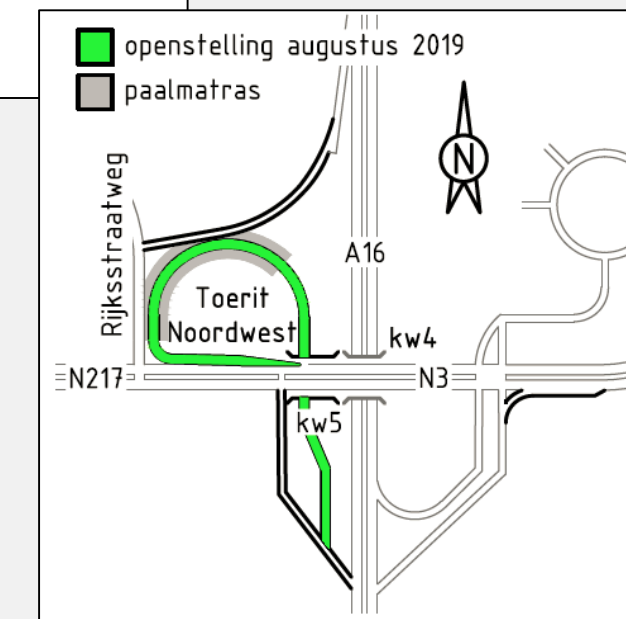 openstelling augustus 2019
paalmatras
N
Rijksstraatweg
A16
Toerit
Noordwest
kw4
N217
N3
kw5